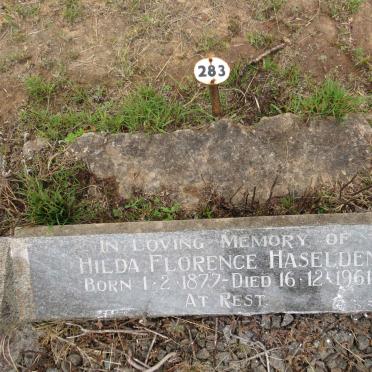 283
IN LOVING MEMORY OF
HILDA FLORENCE HASELDEN
BORN 1·2·1877–DIED 16·12·1961
AT REST